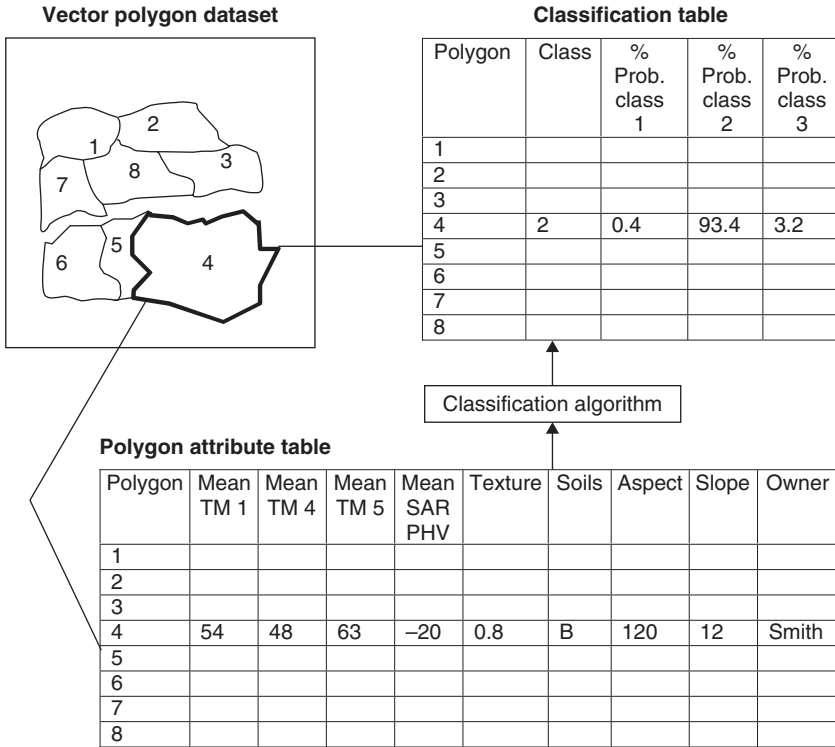 Vector polygon dataset
1
2
3
7
8
5
6
4
Classification table
Polygon Class % Prob. class 1 % Prob. class 2 % Prob. class 3
1
2
3
4 2 0.4 93.4 3.2
5
6
7
8
Classification algorithm
Polygon attribute table
Polygon Mean TM 1 Mean TM 4 Mean TM 5 Mean SAR PHV Texture Soils Aspect Slope Owner
1
2
3
4 54 48 63 –20 0.8 B 120 12 Smith
5
6
7
8